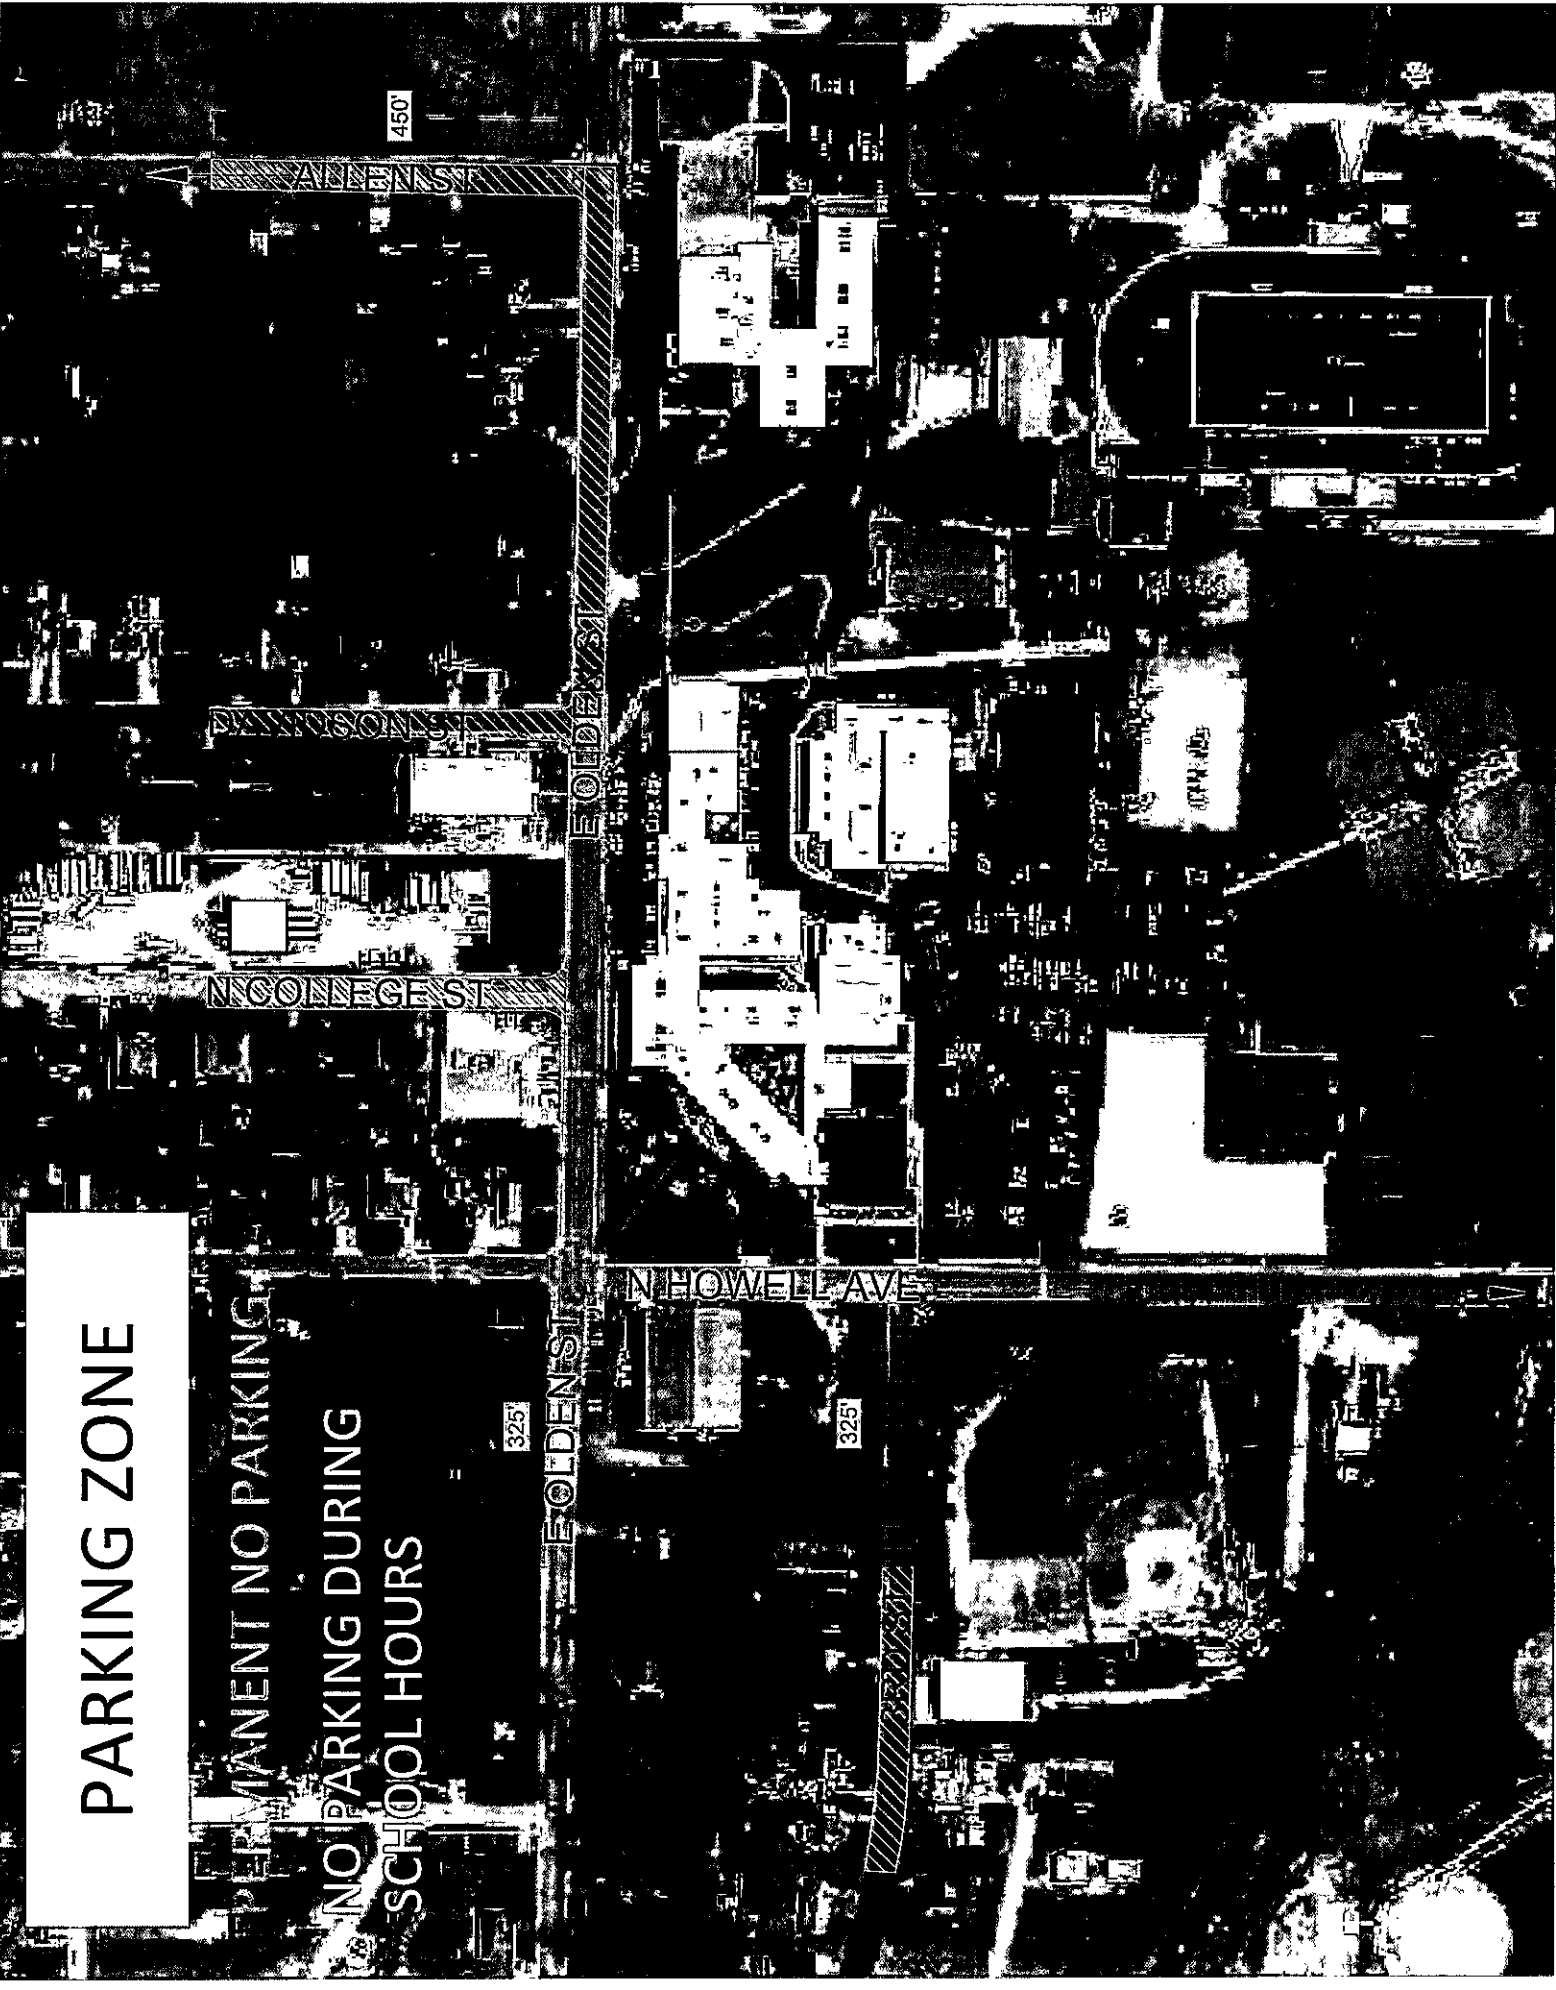 PARKING ZONE
PERMANENT NO PARKING
NO PARKING DURING
SCHOOL HOURS
450'
ALLEN ST
E OLDEN ST
N COLLEGE ST
N HOWELL AVE
E OLDEN ST
325'
325'